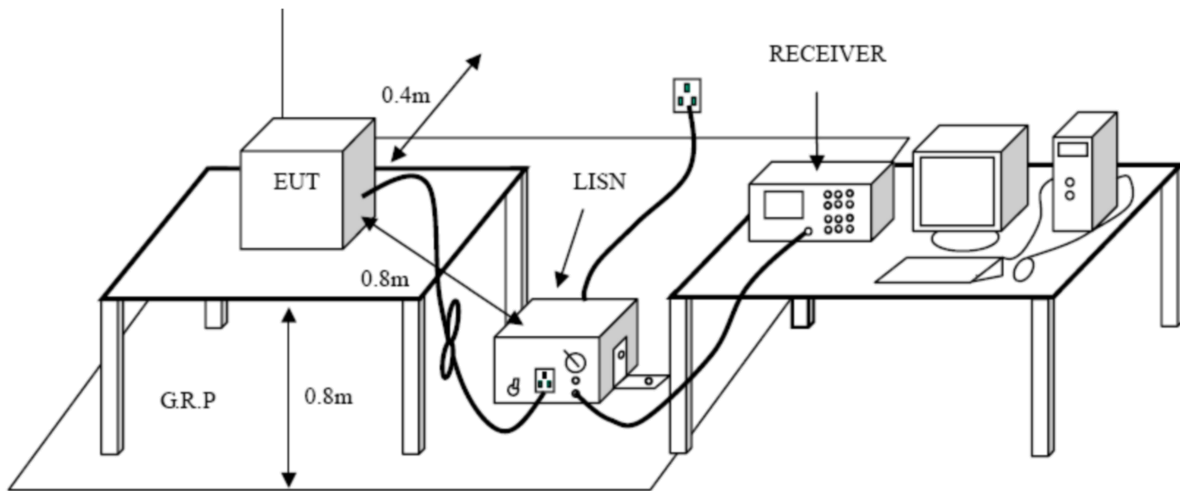 RECEIVER
0.4m
EUT
LISN
0.8m
G.R.P
0.8m